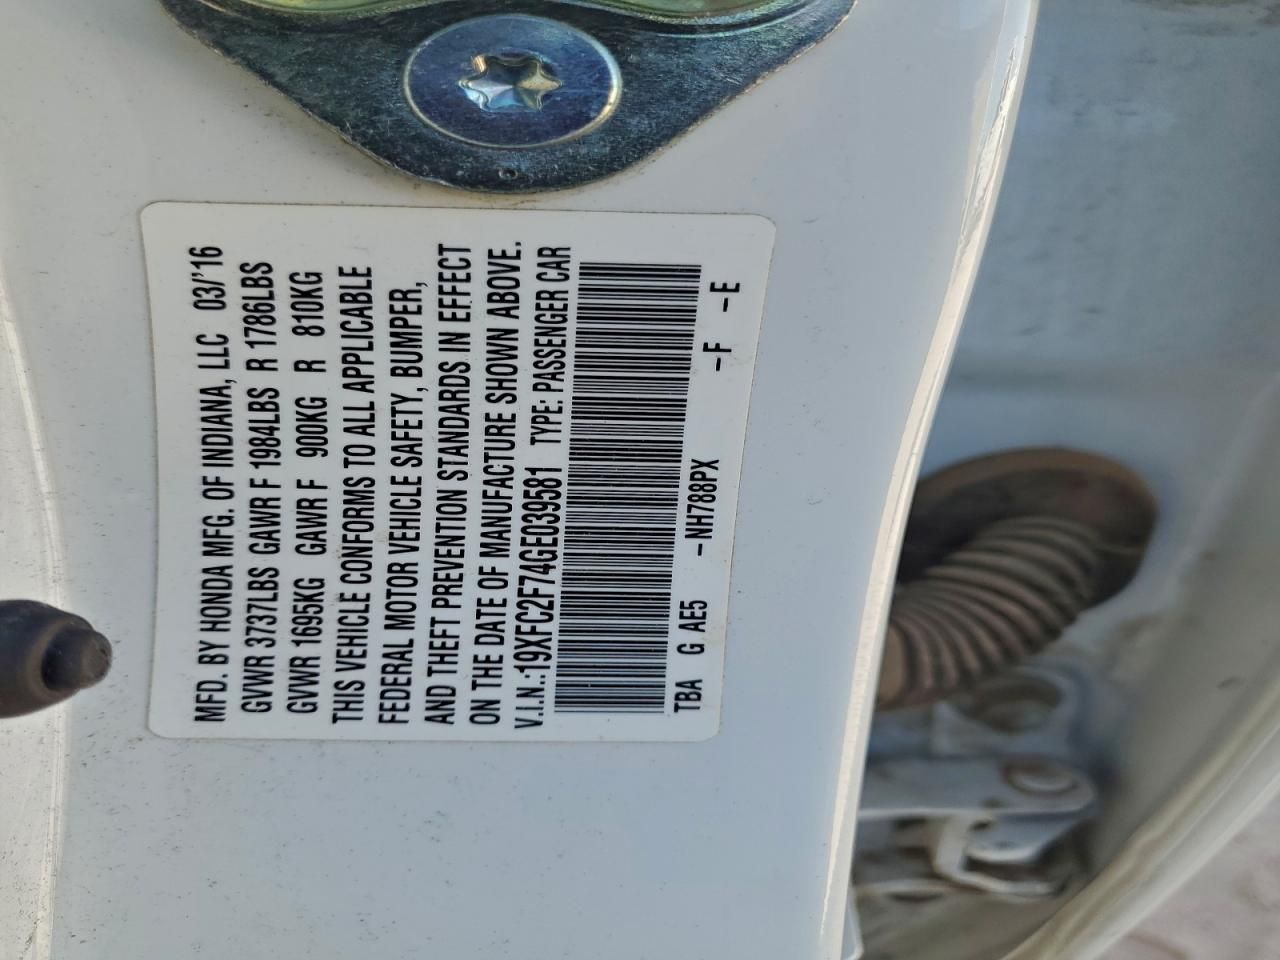 MFD. BY HONDA MFG. OF INDIANA, LLC 03/'16
GVWR 3737LBS GAWR F 1984LBS R 1786LBS
GVWR 1695KG GAWR F 900KG R 810KG
THIS VEHICLE CONFORMS TO ALL APPLICABLE
FEDERAL MOTOR VEHICLE SAFETY, BUMPER,
AND THEFT PREVENTION STANDARDS IN EFFECT
ON THE DATE OF MANUFACTURE SHOWN ABOVE.
V.I.N.:19XFC2F74GE039581 TYPE: PASSENGER CAR
TBA G AE5 -NH788PX -F -E